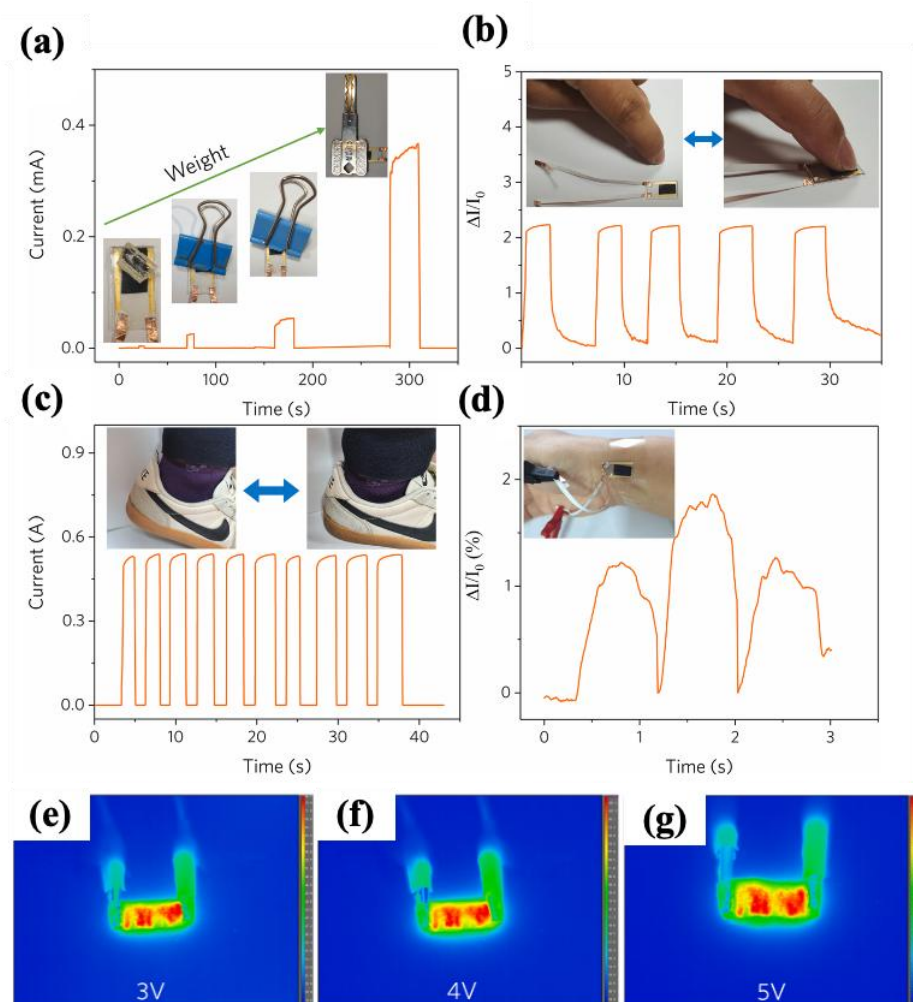 (a)
Current (mA)
0.4
0.2
0.0
Weight
0
100
200
300
Time (s)
(b)
ΔI/I₀
5
4
3
2
1
0
0
10
20
30
Time (s)
(c)
Current (A)
0.9
0.6
0.3
0.0
0
10
20
30
40
Time (s)
(d)
ΔI/I₀ (%)
2
1
0
0
1
2
3
Time (s)
(e)
3V
(f)
4V
(g)
5V